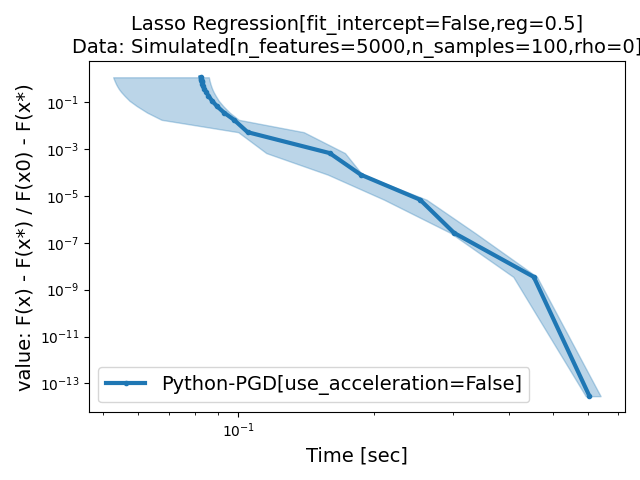 Lasso Regression[fit_intercept=False,reg=0.5]
Data: Simulated[n_features=5000,n_samples=100,rho=0]
value: F(x) - F(x*) / F(x0) - F(x*)
10⁻¹
10⁻³
10⁻⁵
10⁻⁷
10⁻⁹
10⁻¹¹
10⁻¹³
Python-PGD[use_acceleration=False]
10⁻¹
Time [sec]